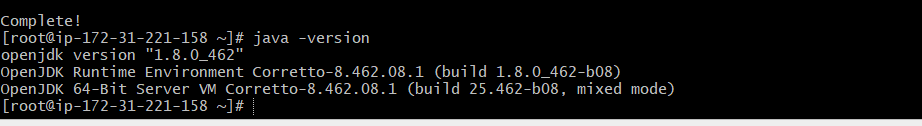 Complete!
[root@ip-172-31-221-158 ~]# java -version
openjdk version "1.8.0_462"
OpenJDK Runtime Environment Corretto-8.462.08.1 (build 1.8.0_462-b08)
OpenJDK 64-Bit Server VM Corretto-8.462.08.1 (build 25.462-b08, mixed mode)
[root@ip-172-31-221-158 ~]#